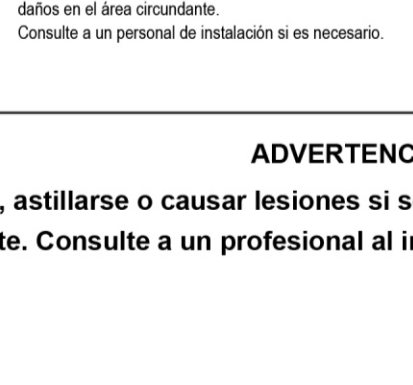 daños en el área circundante.
Consulte a un personal de instalación si es necesario.
ADVERTENC
, astillarse o causar lesiones si s
te. Consulte a un profesional al i